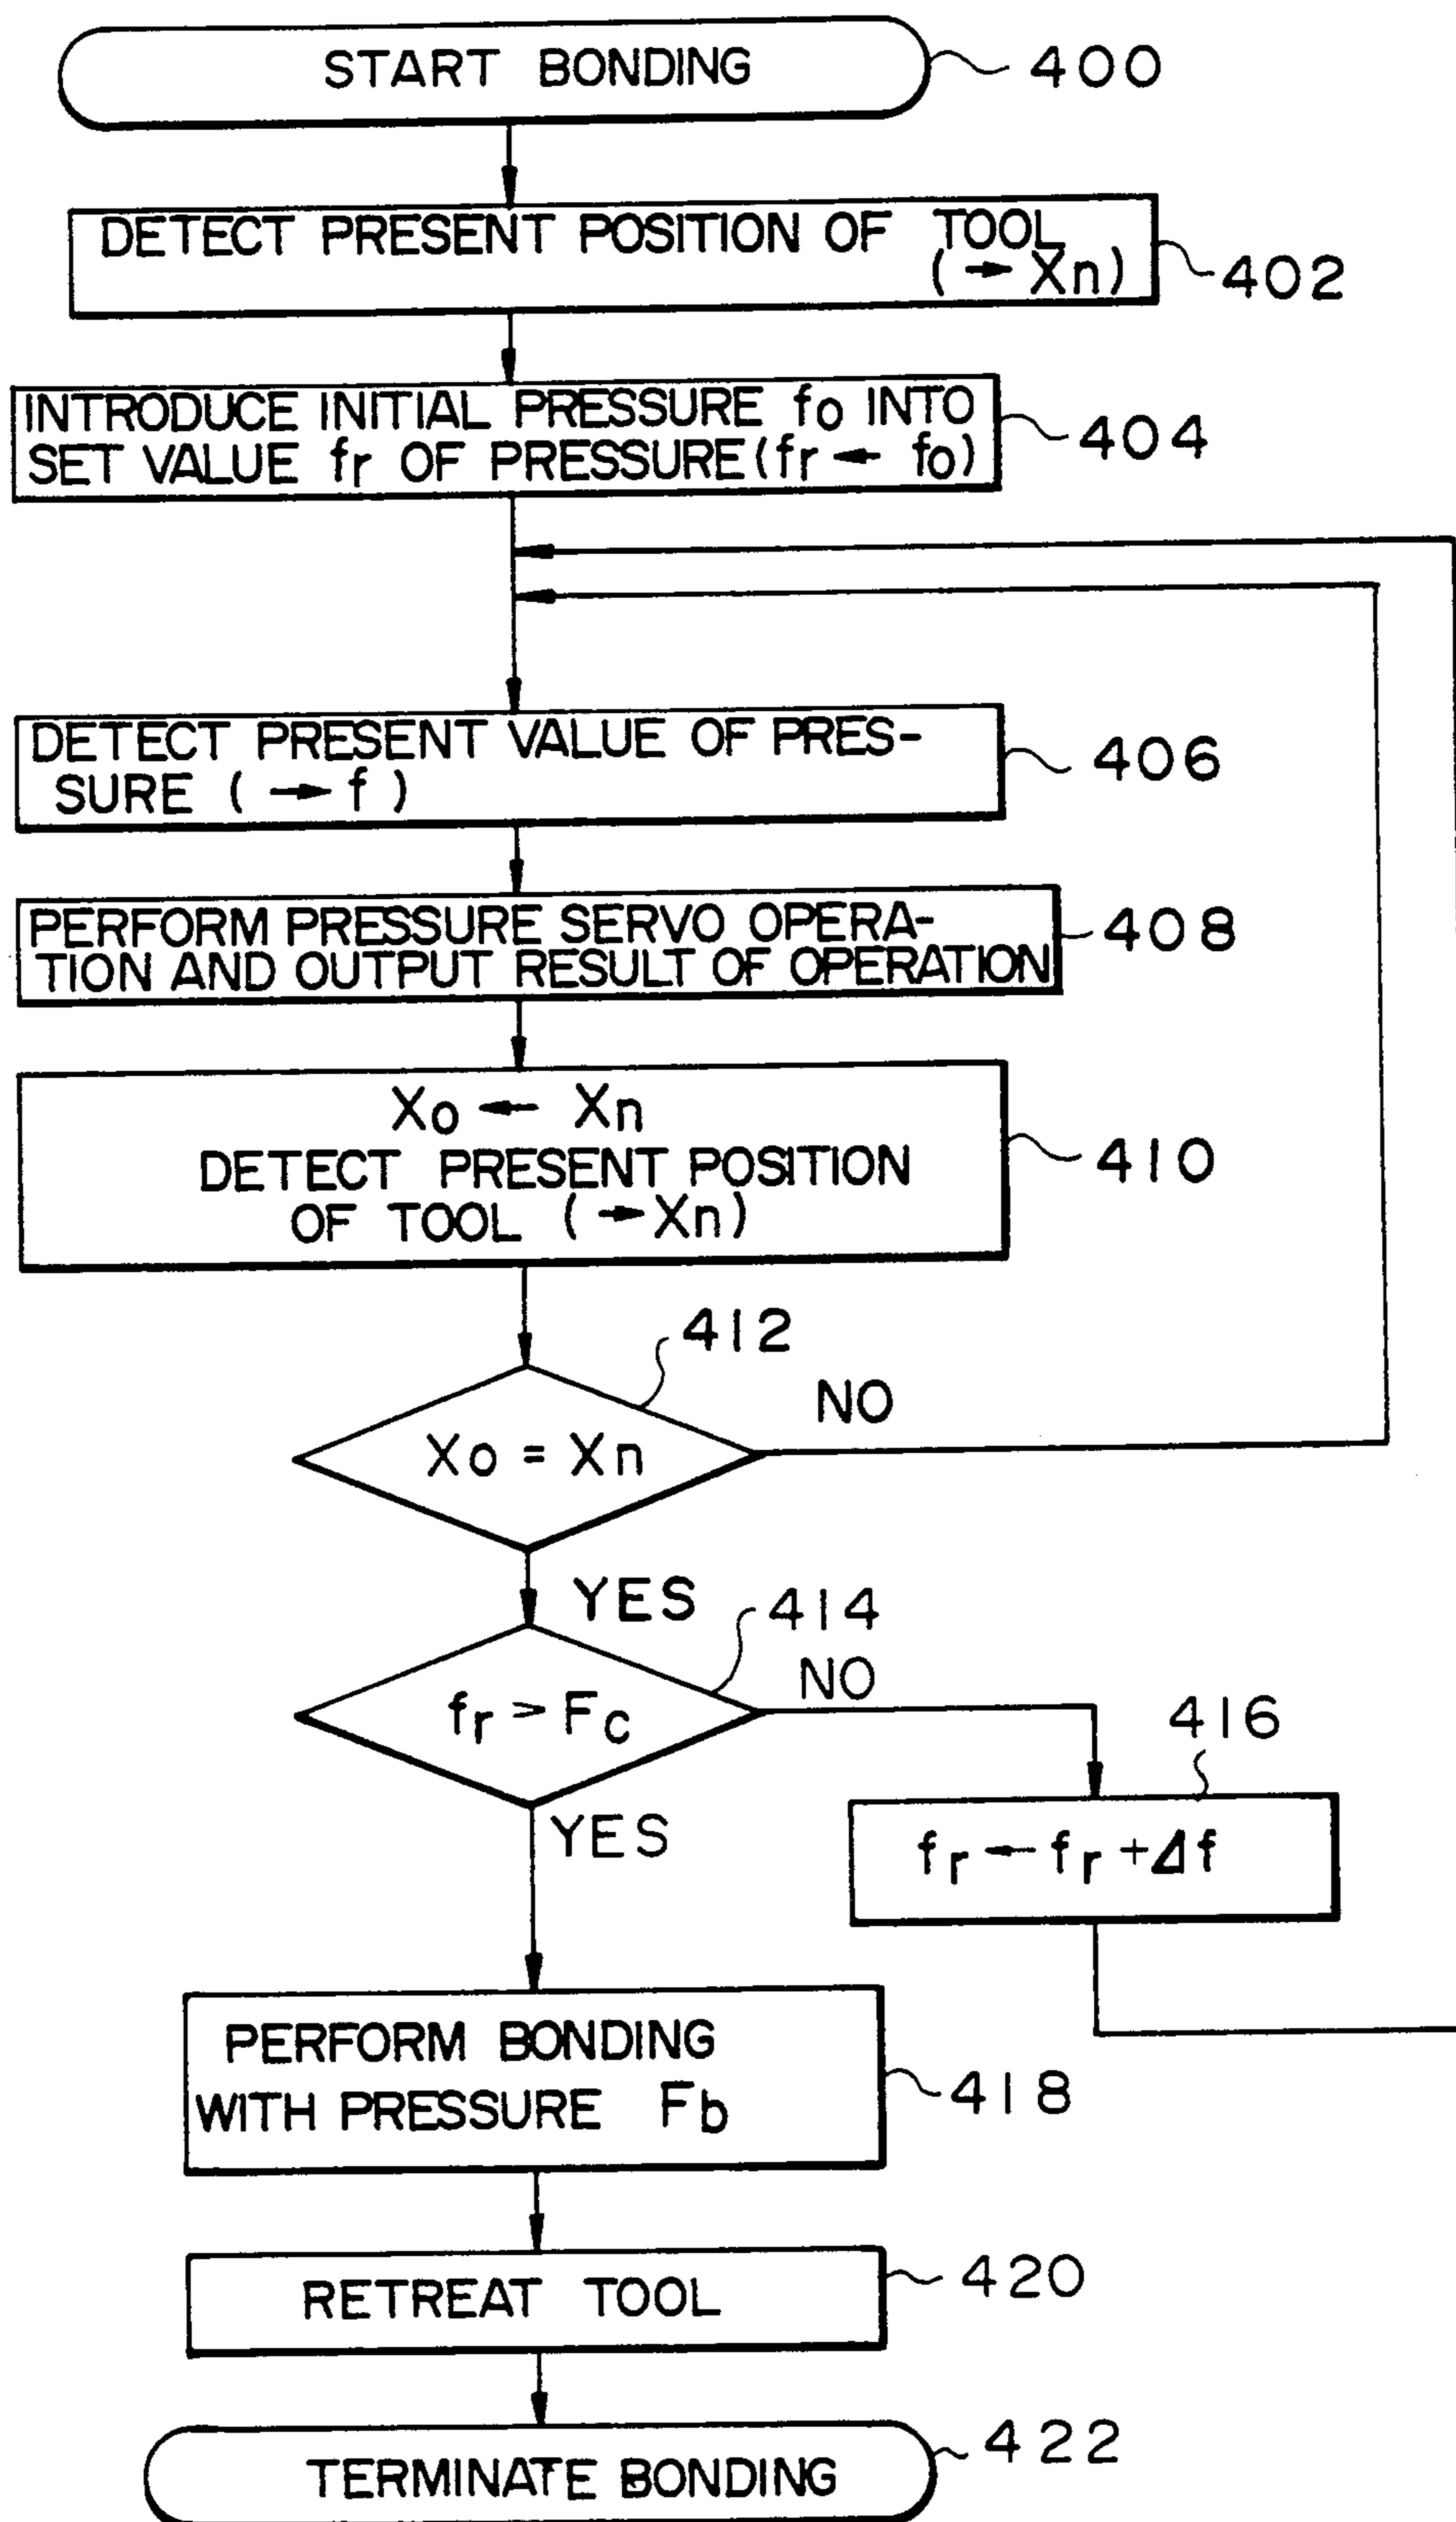 START BONDING
400
DETECT PRESENT POSITION OF TOOL
(→Xn)
402
INTRODUCE INITIAL PRESSURE fo INTO
SET VALUE fr OF PRESSURE(fr ← fo)
404
DETECT PRESENT VALUE OF PRES-
SURE (→f)
406
PERFORM PRESSURE SERVO OPERA-
TION AND OUTPUT RESULT OF OPERATION
408
Xo ← Xn
DETECT PRESENT POSITION
OF TOOL (→Xn)
410
412
NO
Xo = Xn
YES
414
NO
fr > Fc
416
YES
fr ← fr + Δf
PERFORM BONDING
WITH PRESSURE Fb
418
RETREAT TOOL
420
TERMINATE BONDING
422